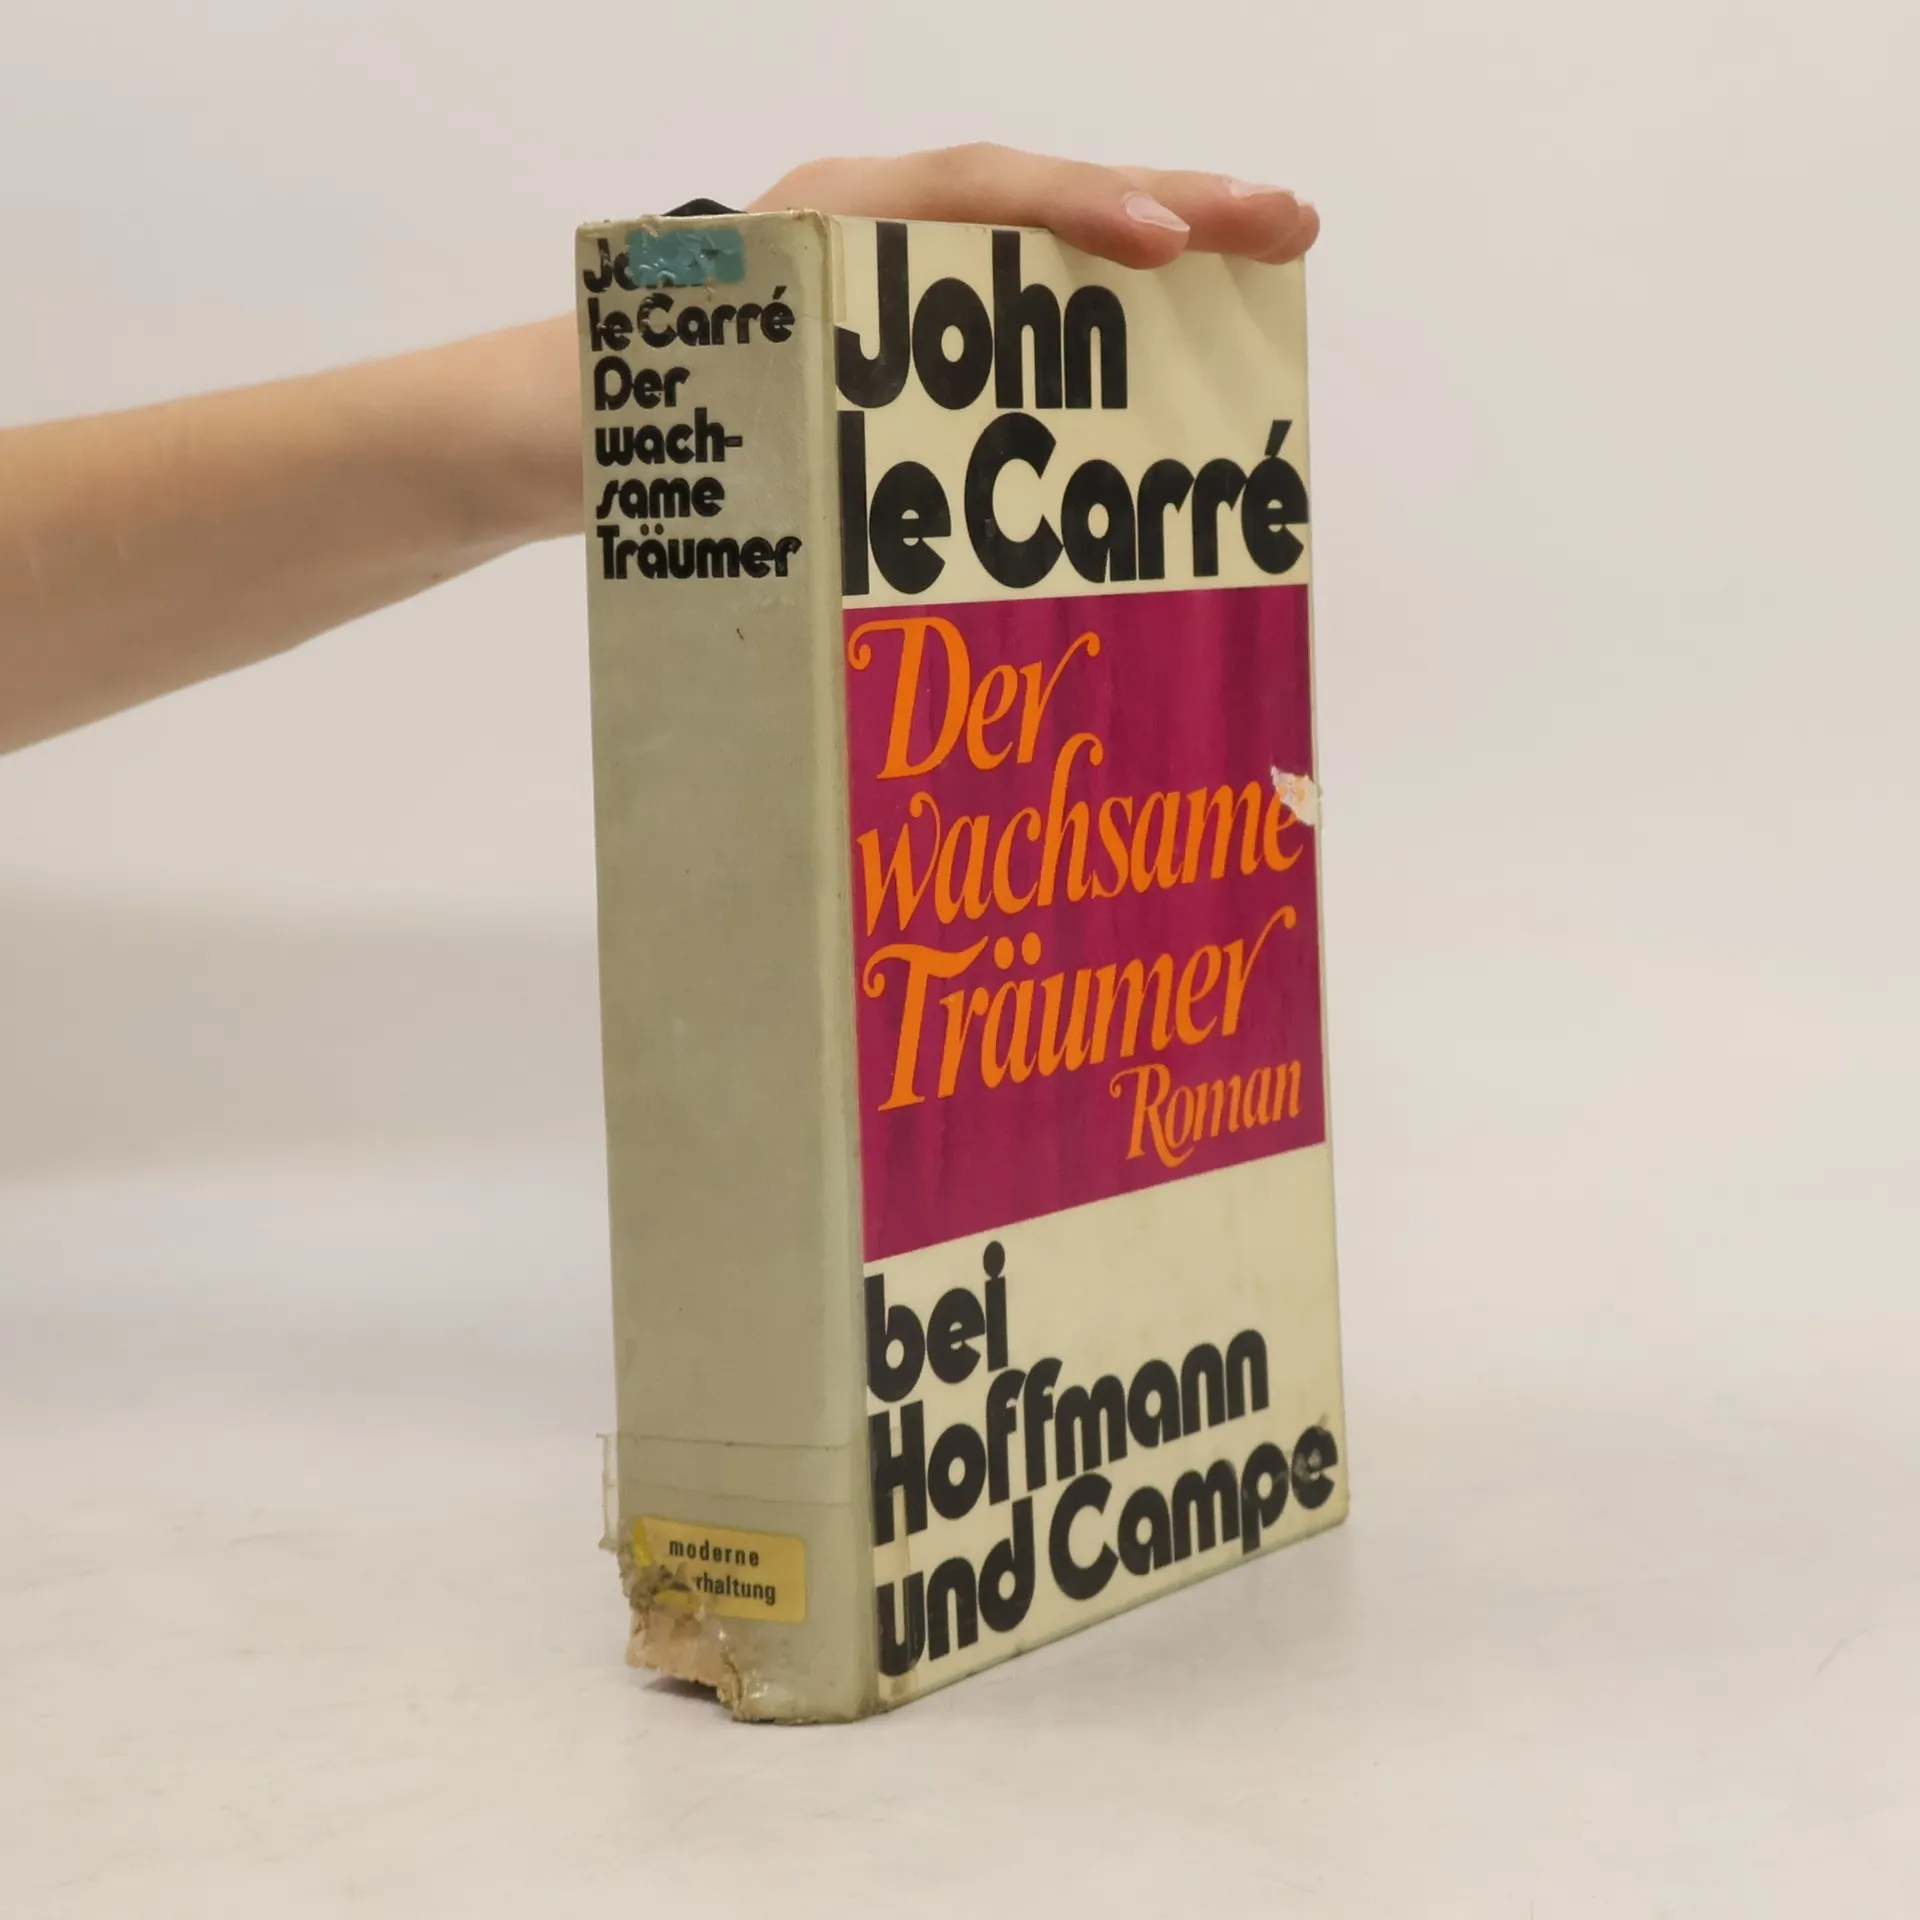 le Carré
Der
wach-
same
Träumer
moderne
John
le Carré
Der
wachsame
Träumer
Roman
bei
Hoffmann
und Campe